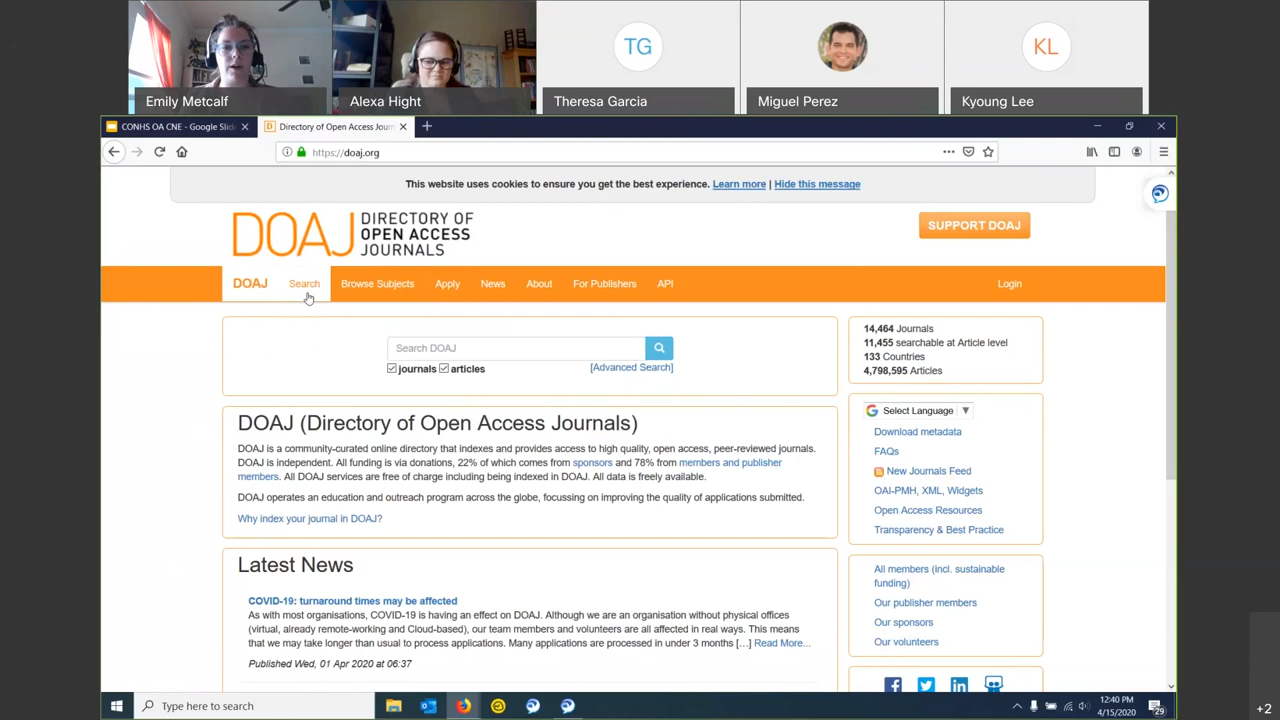 TG
KL
Emily Metcalf
Alexa Hight
Theresa Garcia
Miguel Perez
Kyoung Lee
CONHS OA CNE - Google Slid
Directory of Open Access Journ
https://doaj.org
This website uses cookies to ensure you get the best experience. Learn more | Hide this message
DOAJ DIRECTORY OF
OPEN ACCESS
JOURNALS
SUPPORT DOAJ
DOAJ Search Browse Subjects Apply News About For Publishers API Login
Search DOAJ
journals articles [Advanced Search]
14,464 Journals
11,455 searchable at Article level
133 Countries
4,798,595 Articles
DOAJ (Directory of Open Access Journals)
DOAJ is a community-curated online directory that indexes and provides access to high quality, open access, peer-reviewed journals.
DOAJ is independent. All funding is via donations, 22% of which comes from sponsors and 78% from members and publisher
members. All DOAJ services are free of charge including being indexed in DOAJ. All data is freely available.
DOAJ operates an education and outreach program across the globe, focussing on improving the quality of applications submitted.
Why index your journal in DOAJ?
G Select Language ▼
Download metadata
FAQs
New Journals Feed
OAI-PMH, XML, Widgets
Open Access Resources
Transparency & Best Practice
Latest News
COVID-19: turnaround times may be affected
As with most organisations, COVID-19 is having an effect on DOAJ. Although we are an organisation without physical offices
(virtual, already remote-working and Cloud-based), our team members and volunteers are all affected in real ways. This means
that we may take longer than usual to process applications. Many applications are processed in under 3 months […] Read More...
Published Wed, 01 Apr 2020 at 06:37
All members (incl. sustainable
funding)
Our publisher members
Our sponsors
Our volunteers
Type here to search
12:40 PM
4/15/2020
29
+2